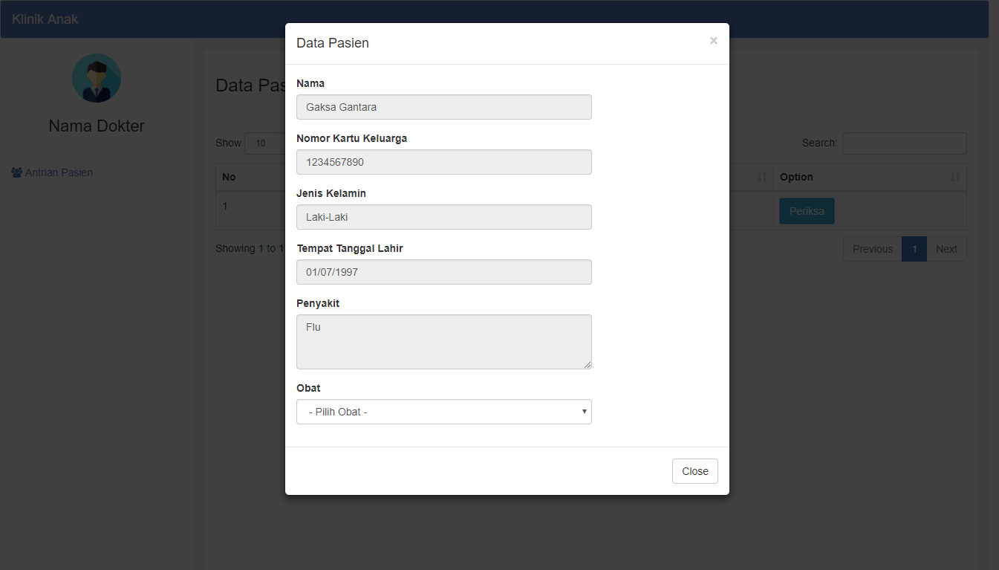 Klinik Anak
Nama Dokter
Antrian Pasien
Data Pas
Show 10
Search:
No
Option
1
Periksa
Showing 1 to 1
Previous 1 Next
Data Pasien ×
Nama
Gaksa Gantara
Nomor Kartu Keluarga
1234567890
Jenis Kelamin
Laki-Laki
Tempat Tanggal Lahir
01/07/1997
Penyakit
Flu
Obat
- Pilih Obat -
Close